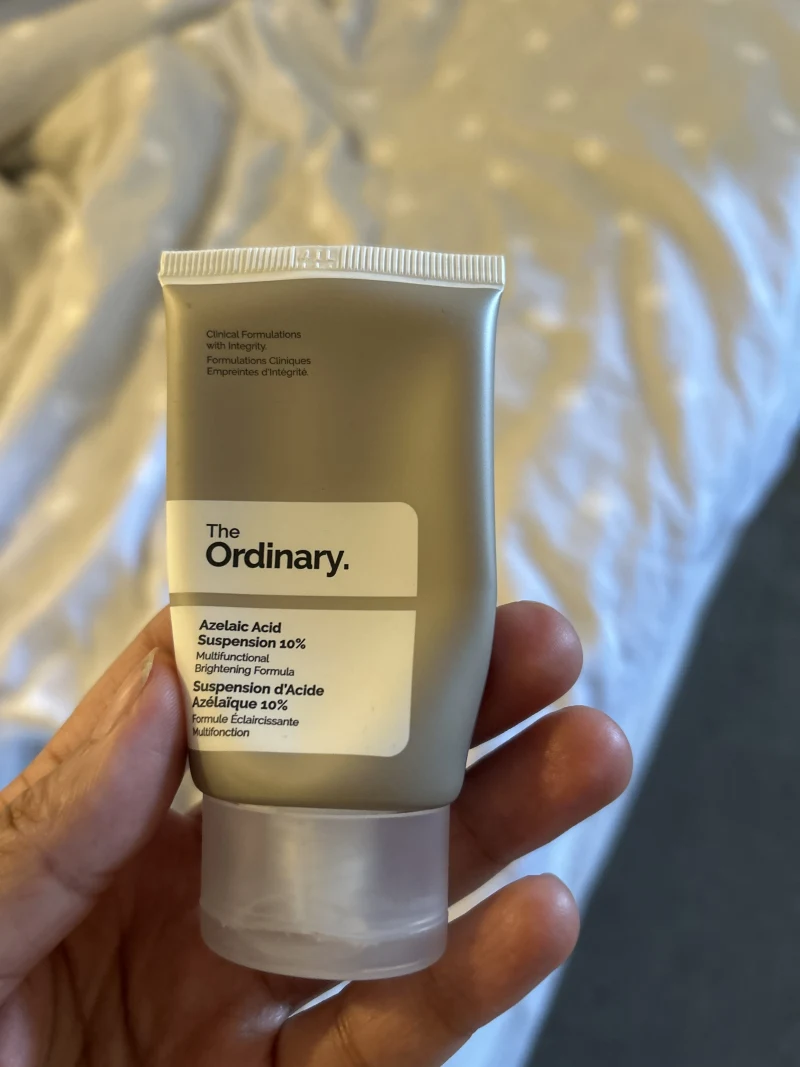 Clinical Formulations
with Integrity.
Formulations Cliniques
Empreintes d'Intégrité.
The
Ordinary.
Azelaic Acid
Suspension 10%
Multifunctional
Brightening Formula
Suspension d'Acide
Azélaïque 10%
Formule Éclaircissante
Multifonction